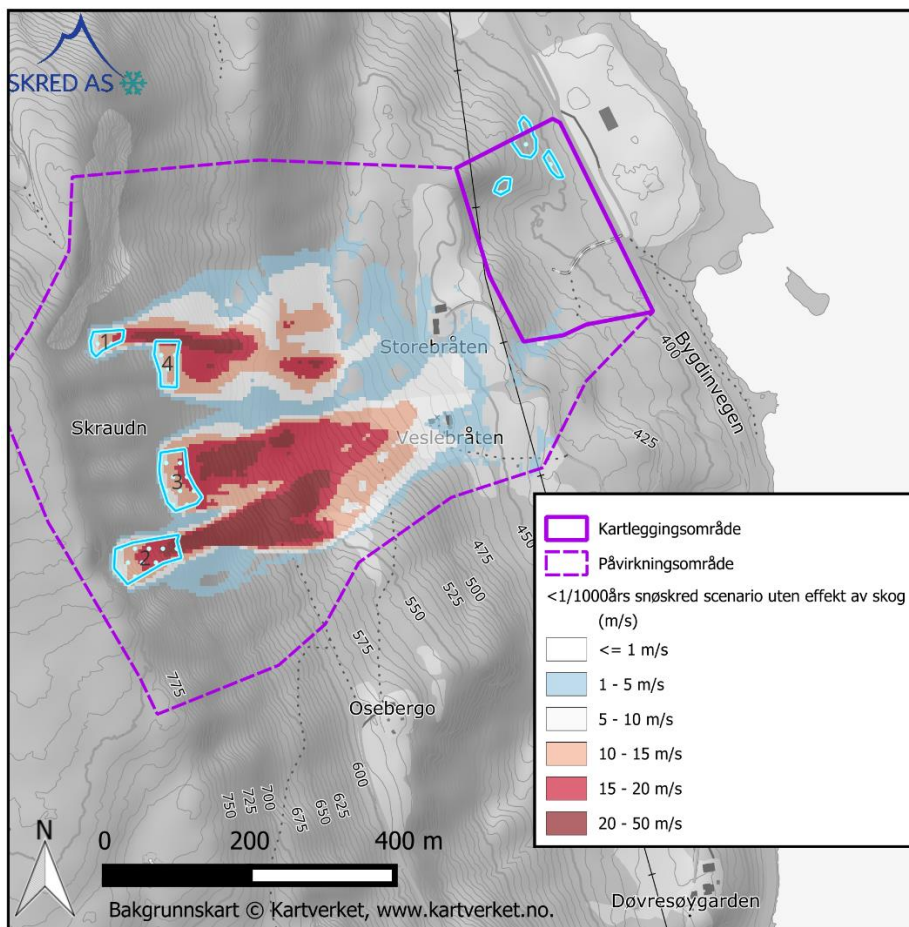 SKRED AS
1
4
Storebråten
Bygdinvegen
400
Skraudn
Veslebråten
425
3
450
2
475
500
525
550
575
775
Osebergo
600
625
650
675
700
725
750
Kartleggingsområde
Påvirkningsområde
<1/1000års snøskred scenario uten effekt av skog
(m/s)
<= 1 m/s
1 - 5 m/s
5 - 10 m/s
10 - 15 m/s
15 - 20 m/s
20 - 50 m/s
N
0 200 400 m
Bakgrunnskart © Kartverket, www.kartverket.no.
Døvresøygarden